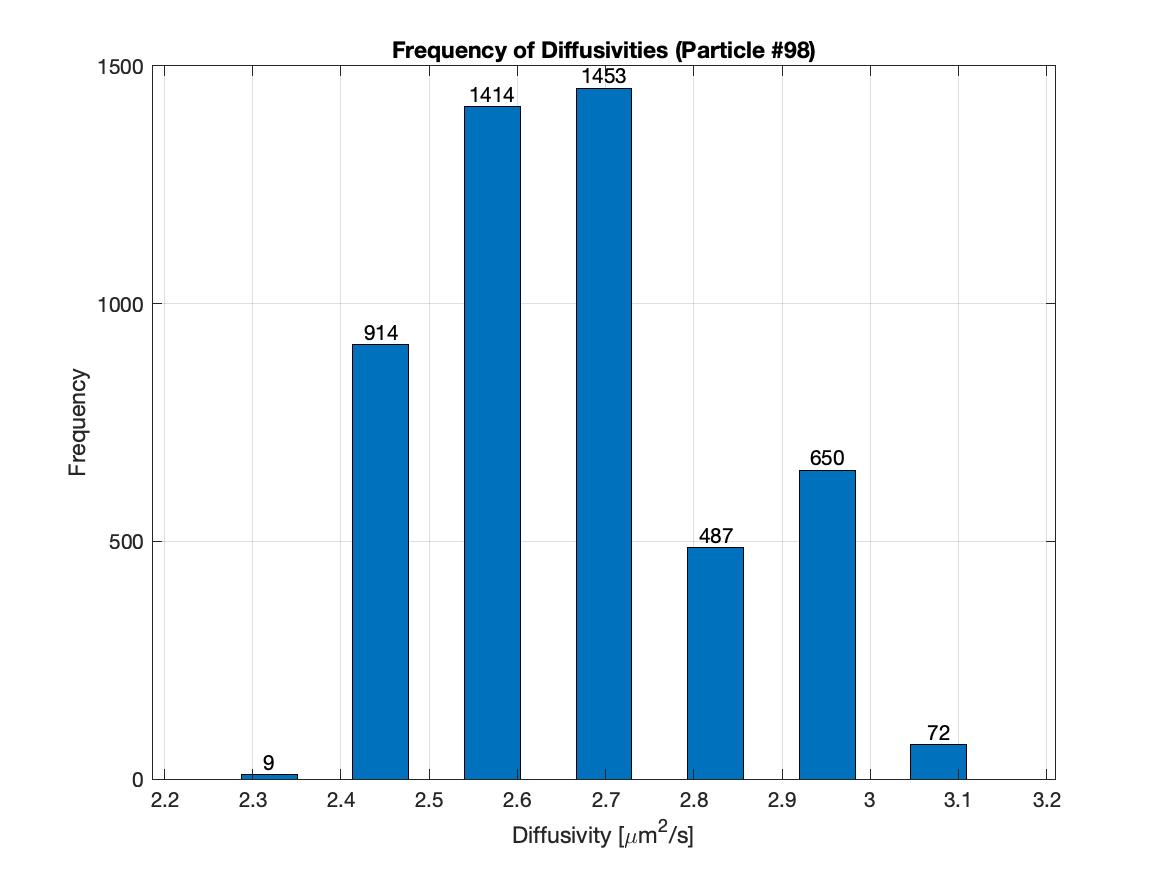 Frequency of Diffusivities (Particle #98)
1500
1453
1414
1000
914
650
500
487
72
9
0
2.2 2.3 2.4 2.5 2.6 2.7 2.8 2.9 3 3.1 3.2
Frequency
Diffusivity [μm²/s]